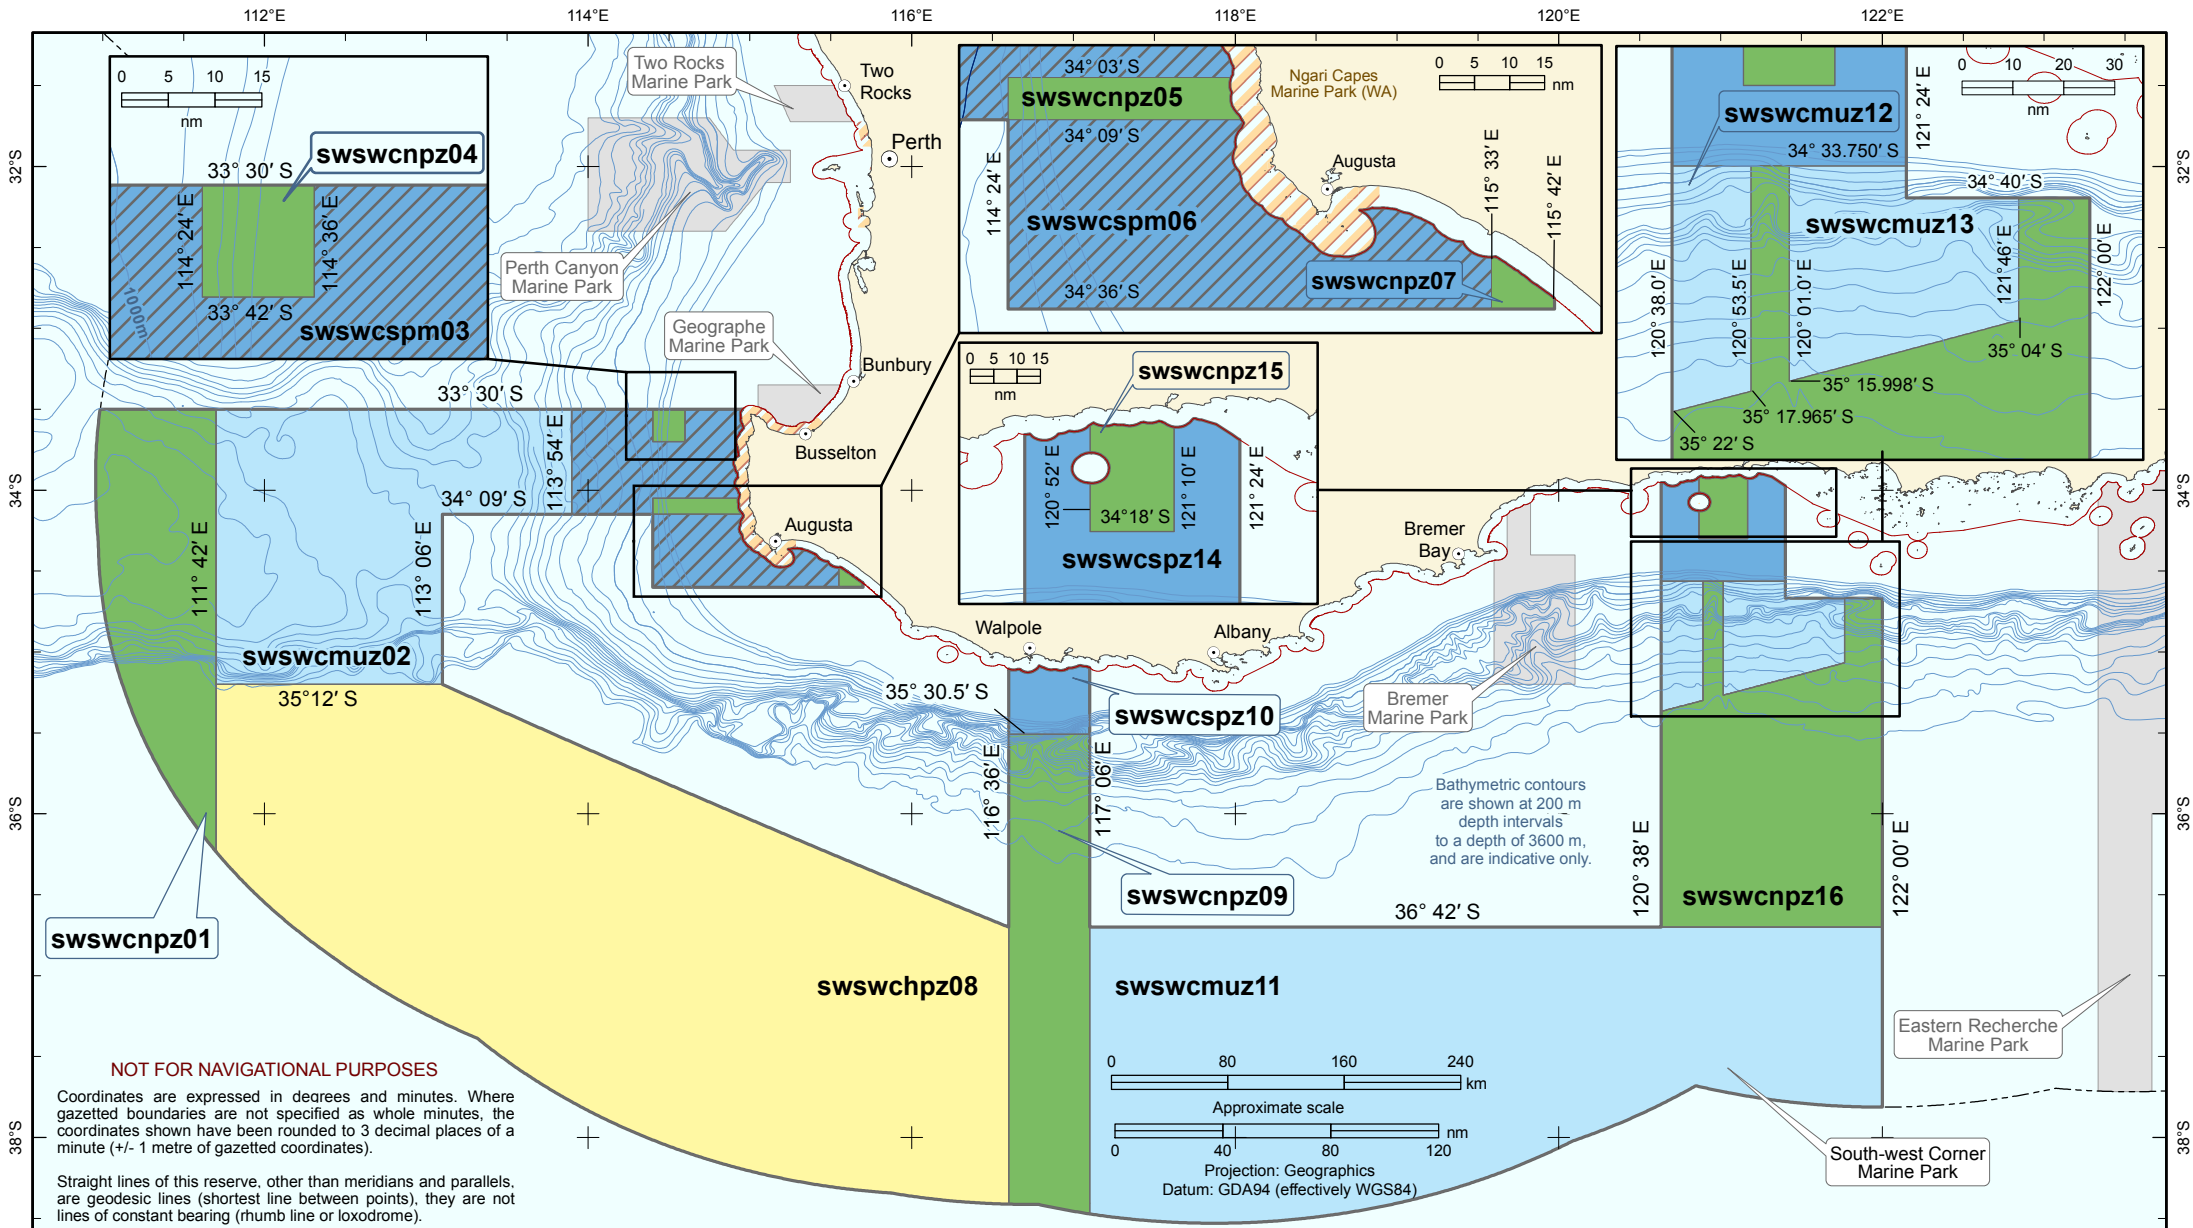 112°E
114°E
116°E
118°E
120°E
122°E
32°S
34°S
36°S
38°S
32°S
34°S
36°S
38°S
0 5 10 15
nm
swswcnpz04
33° 30′ S
114° 24′ E
114° 36′ E
33° 42′ S
swswcspm03
1000m
Two Rocks
Marine Park
Two
Rocks
Perth
Perth Canyon
Marine Park
Geographe
Marine Park
Bunbury
Busselton
Augusta
34° 03′ S
swswcnpz05
34° 09′ S
Ngari Capes
Marine Park (WA)
0 5 10 15
nm
Augusta
114° 24′ E
swswcspm06
34° 36′ S
swswcnpz07
115° 33′ E
115° 42′ E
0 5 10 15
nm
swswcnpz15
120° 52′ E
34°18′ S
121° 10′ E
121° 24′ E
swswcspz14
swswcmuz12
121° 24′ E
0 10 20 30
nm
34° 33.750′ S
34° 40′ S
swswcmuz13
120° 38.0′ E
120° 53.5′ E
120° 01.0′ E
121°46′ E
122° 00′ E
35° 04′ S
35° 15.998′ S
35° 17.965′ S
35° 22′ S
33° 30′ S
113° 54′ E
34° 09′ S
111° 42′ E
113° 06′ E
swswcmuz02
35°12′ S
Walpole
Albany
Bremer
Bay
35° 30.5′ S
swswcspz10
Bremer
Marine Park
116° 36′ E
117° 06′ E
Bathymetric contours
are shown at 200 m
depth intervals
to a depth of 3600 m,
and are indicative only.
swswcnpz09
36° 42′ S
120° 38′ E
swswcnpz16
122° 00′ E
swswcnpz01
swswchpz08
swswcmuz11
Eastern Recherche
Marine Park
South-west Corner
Marine Park
0 80 160 240
km
Approximate scale
nm
0 40 80 120
Projection: Geographics
Datum: GDA94 (effectively WGS84)
NOT FOR NAVIGATIONAL PURPOSES
Coordinates are expressed in degrees and minutes. Where
gazetted boundaries are not specified as whole minutes, the
coordinates shown have been rounded to 3 decimal places of a
minute (+/- 1 metre of gazetted coordinates).
Straight lines of this reserve, other than meridians and parallels,
are geodesic lines (shortest line between points), they are not
lines of constant bearing (rhumb line or loxodrome).